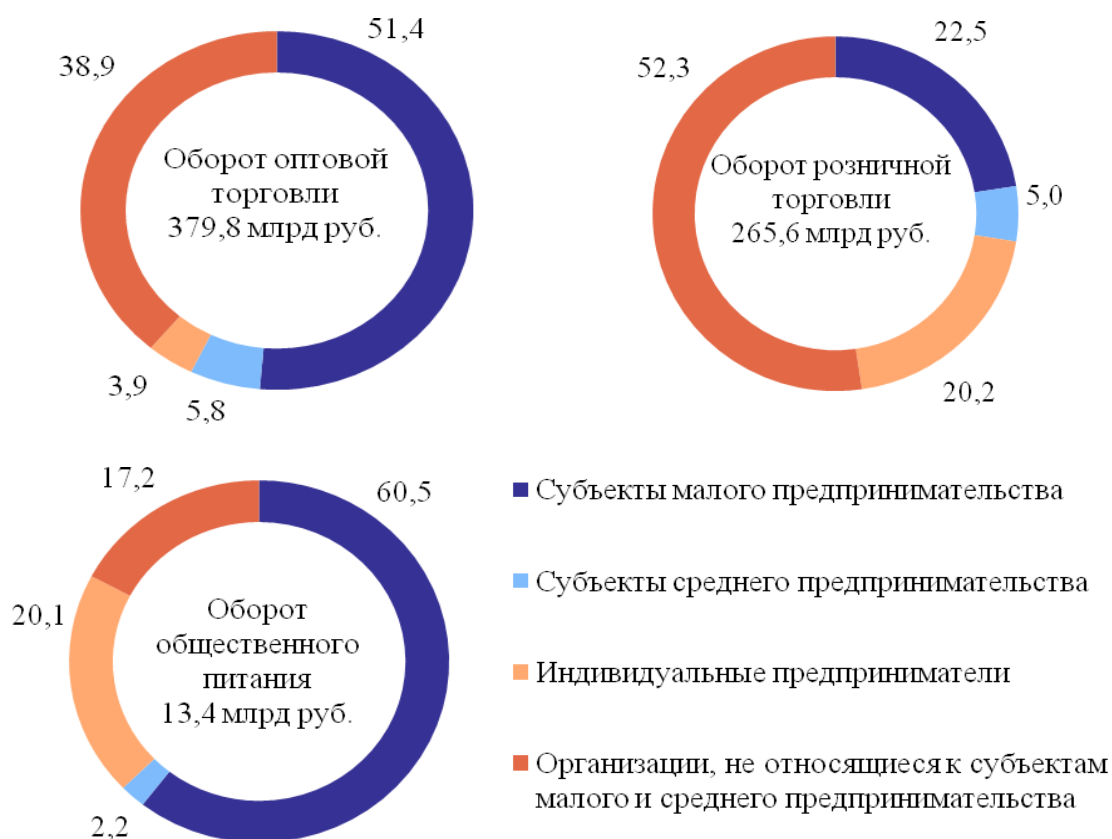 51,4
38,9
Оборот оптовой
торговли
379,8 млрд руб.
3,9
5,8
22,5
52,3
Оборот розничной
торговли
265,6 млрд руб.
5,0
20,2
17,2
60,5
20,1
Оборот
общественного
питания
13,4 млрд руб.
2,2
Субъекты малого предпринимательства
Субъекты среднего предпринимательства
Индивидуальные предприниматели
Организации, не относящиеся к субъектам
малого и среднего предпринимательства